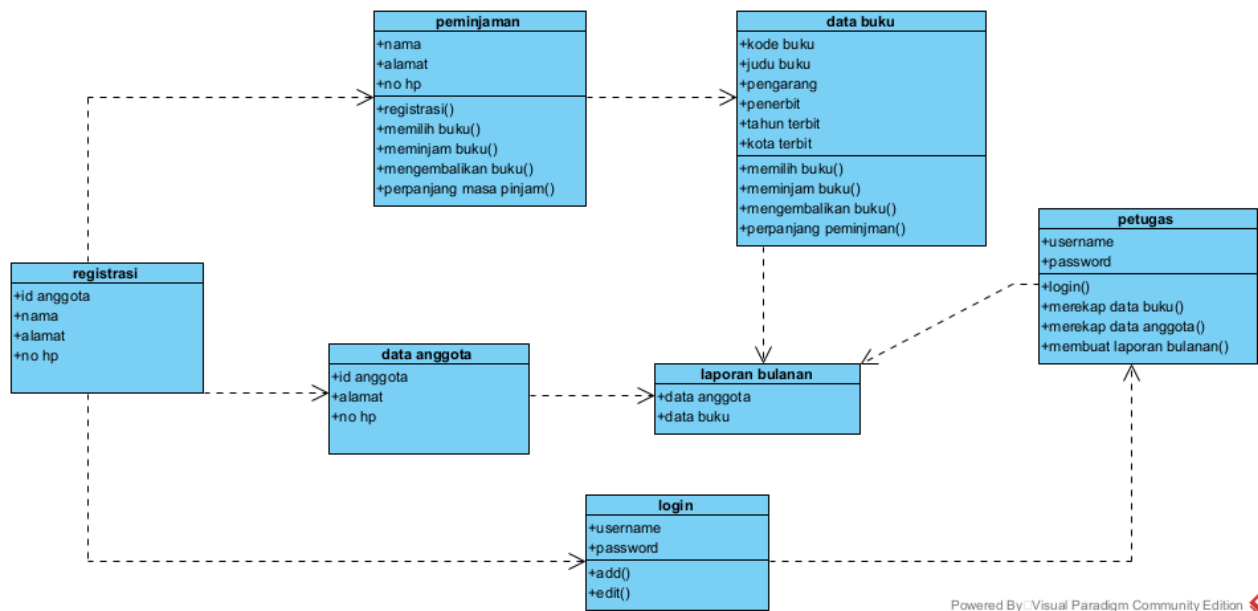 peminjaman
+nama
+alamat
+no hp
+registrasi()
+memilih buku()
+meminjam buku()
+mengembalikan buku()
+perpanjang masa pinjam()
data buku
+kode buku
+judu buku
+pengarang
+penerbit
+tahun terbit
+kota terbit
+memilih buku()
+meminjam buku()
+mengembalikan buku()
+perpanjang peminjman()
petugas
+username
+password
+login()
+merekap data buku()
+merekap data anggota()
+membuat laporan bulanan()
registrasi
+id anggota
+nama
+alamat
+no hp
data anggota
+id anggota
+alamat
+no hp
laporan bulanan
+data anggota
+data buku
login
+username
+password
+add()
+edit()
Powered By Visual Paradigm Community Edition